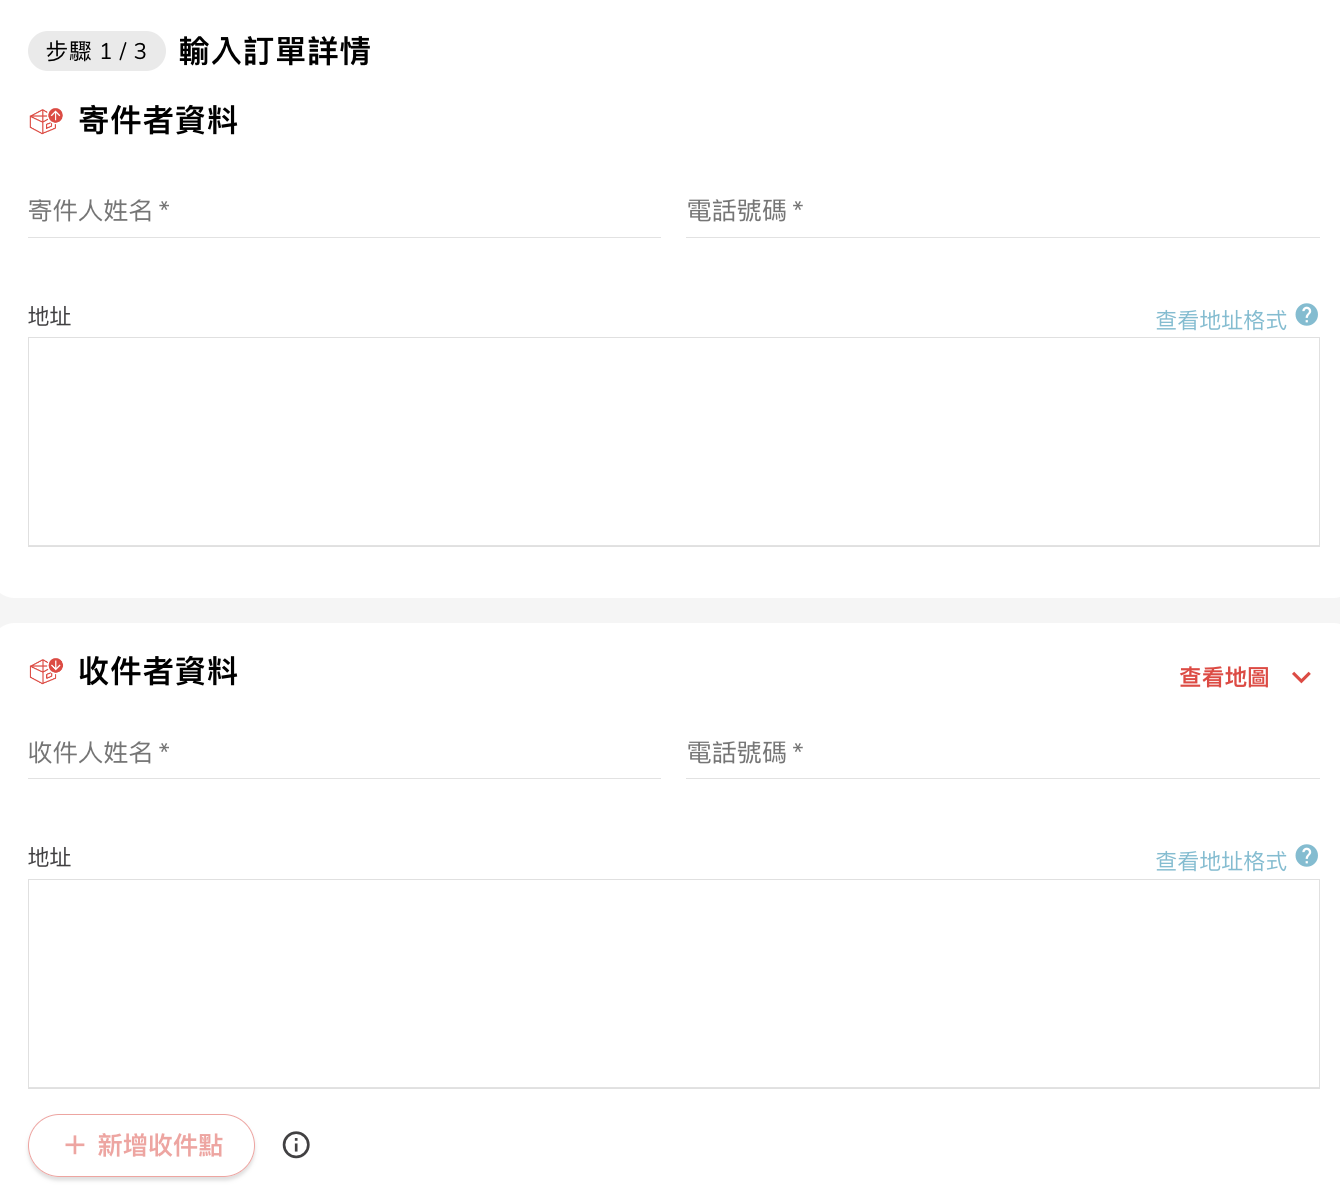 步驟 1 / 3 輸入訂單詳情
寄件者資料
寄件人姓名 * 電話號碼 *
地址 查看地址格式
收件者資料 查看地圖
收件人姓名 * 電話號碼 *
地址 查看地址格式
+ 新增收件點